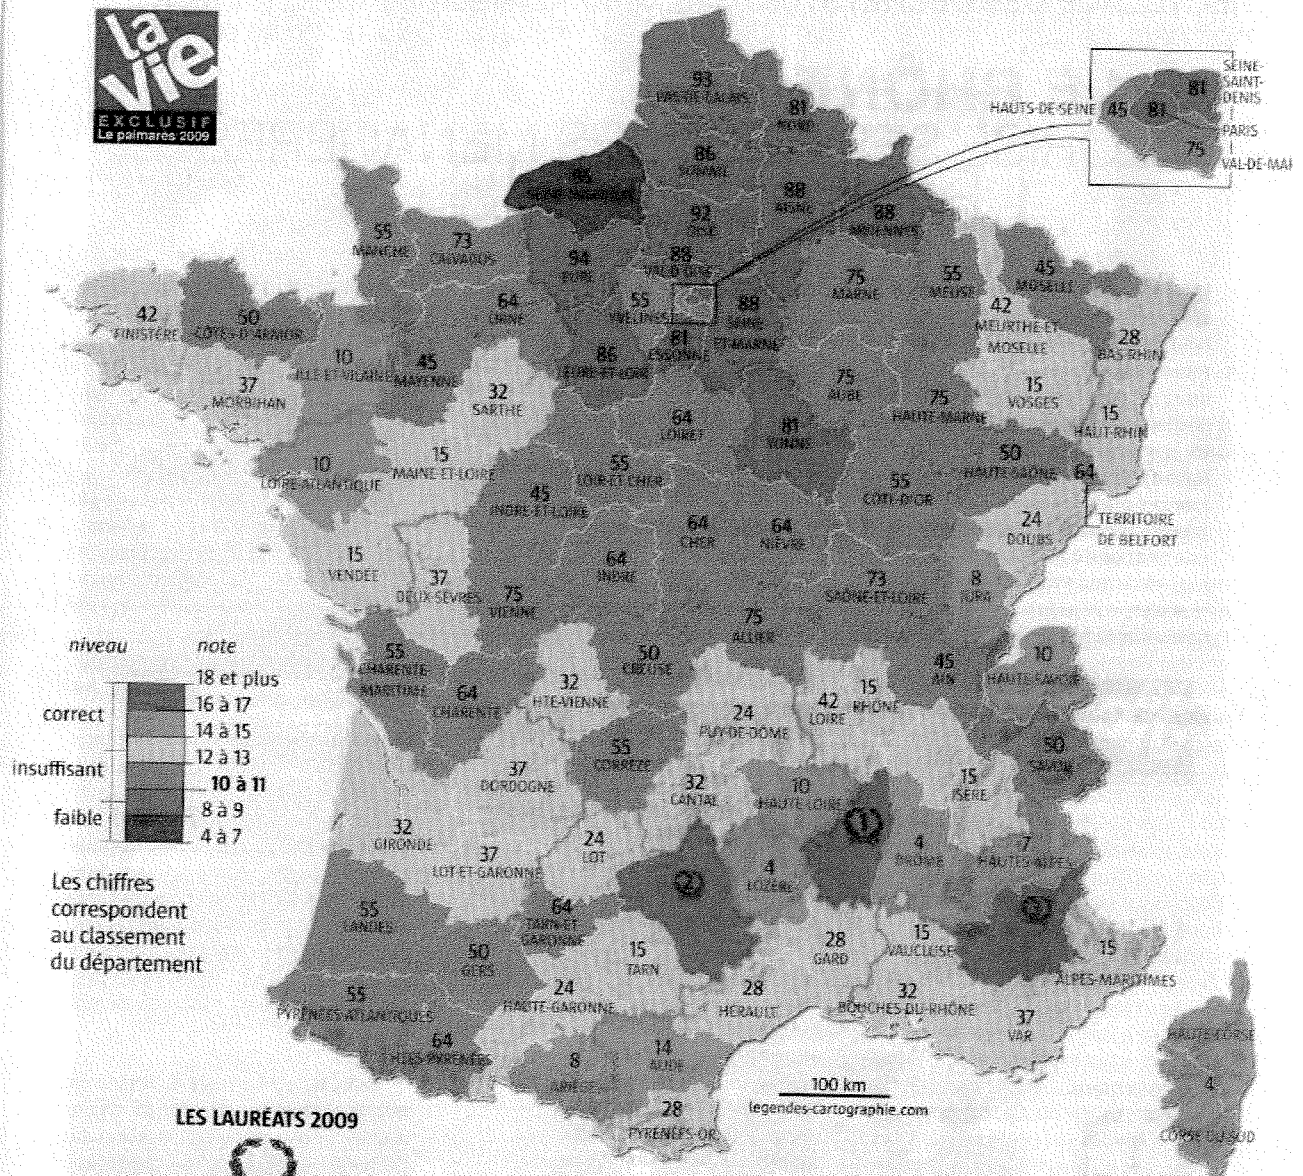 la
vie
EXCLUSIF
Le palmarès 2009
93
PAS-DE-CALAIS
81
NORD
SEINE-
SAINT-
DENIS
HAUTS-DE-SEINE 45 81 81
PARIS
75
VAL-DE-MAR
86
SOMME
88
AISNE
92
OISE
88
ARDENNES
55
MANCHE
73
CALVADOS
94
EURE
88
VAL-D'OISE
75
MARNE
55
MEUSE
45
MOSELLE
42
FINISTÈRE
50
CÔTES-D'ARMOR
64
ORNE
55
YVELINES
88
SEINE
ET-MARNE
42
MEURTHE-ET
MOSELLE
28
BAS-RHIN
10
ILLE-ET-VILAINE
45
MAYENNE
86
EURE-ET-LOIR
81
ESSONNE
37
MORBIHAN
32
SARTHE
75
AUBE
75
HAUTE-MARNE
15
VOSGES
15
HAUT-RHIN
64
LOIRET
81
YONNE
10
LOIRE-ATLANTIQUE
15
MAINE-ET-LOIRE
55
LOIR-ET-CHER
50
HAUTE-SAÔNE
64
TERRITOIRE
DE BELFORT
45
INDRE-ET-LOIRE
55
CÔTE-D'OR
64
CHER
64
NIÈVRE
24
DOUBS
15
VENDÉE
37
DEUX-SÈVRES
75
VIENNE
64
INDRE
73
SAÔNE-ET-LOIRE
8
JURA
75
ALLIER
niveau note
18 et plus
16 à 17
correct
14 à 15
12 à 13
insuffisant
10 à 11
8 à 9
faible
4 à 7
Les chiffres
correspondent
au classement
du département
55
CHARENTE-
MARITIME
64
CHARENTE
32
HTE-VIENNE
50
CREUSE
45
AIN
10
HAUTE-SAVOIE
24
PUY-DE-DÔME
42
LOIRE
15
RHÔNE
37
DORDOGNE
55
CORRÈZE
50
SAVOIE
32
CANTAL
10
HAUTE-LOIRE
15
ISÈRE
32
GIRONDE
37
LOT-ET-GARONNE
24
LOT
2
4
LOZÈRE
1
4
DRÔME
7
HAUTES-ALPES
55
LANDES
64
TARN-ET
GARONNE
50
GERS
15
TARN
28
GARD
15
VAUCLUSE
15
ALPES-MARITIMES
55
PYRÉNÉES-ATLANTIQUES
24
HAUTE-GARONNE
28
HÉRAULT
32
BOUCHES-DU-RHÔNE
37
VAR
64
HTES-PYRÉNÉES
8
ARIÈGE
14
AUDE
28
PYRÉNÉES-OR.
HAUTE-CORSE
4
CORSE-DU-SUD
100 km
legendes-cartographie.com
LES LAURÉATS 2009